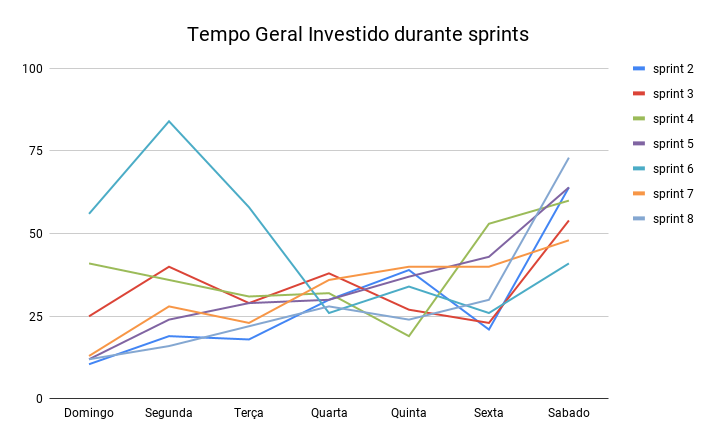 Tempo Geral Investido durante sprints
100
75
50
25
0
Domingo Segunda Terça Quarta Quinta Sexta Sabado
sprint 2
sprint 3
sprint 4
sprint 5
sprint 6
sprint 7
sprint 8